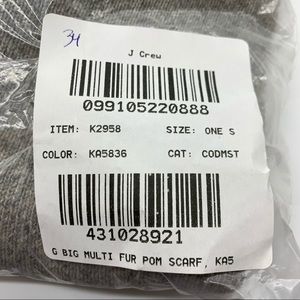 34
J Crew
099105220888
ITEM: K2958 SIZE: ONE S
COLOR: KA5836 CAT: CODMST
431028921
G BIG MULTI FUR POM SCARF, KA5